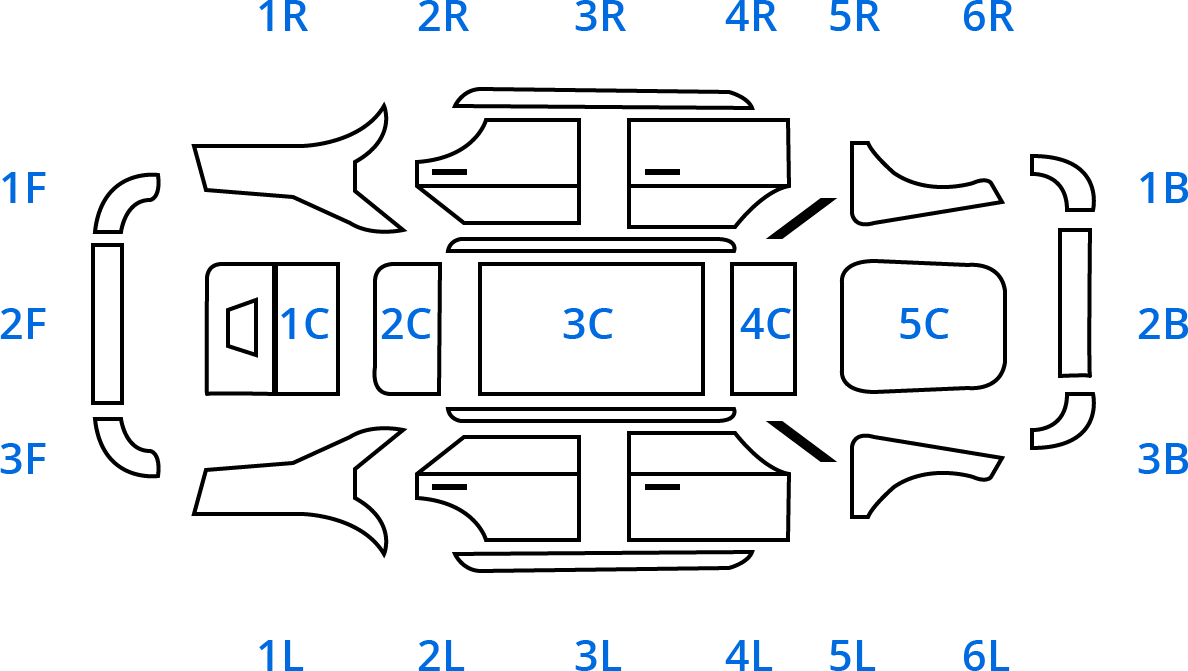 1R 2R 3R 4R 5R 6R
1F 1B
2F 1C 2C 3C 4C 5C 2B
3F 3B
1L 2L 3L 4L 5L 6L